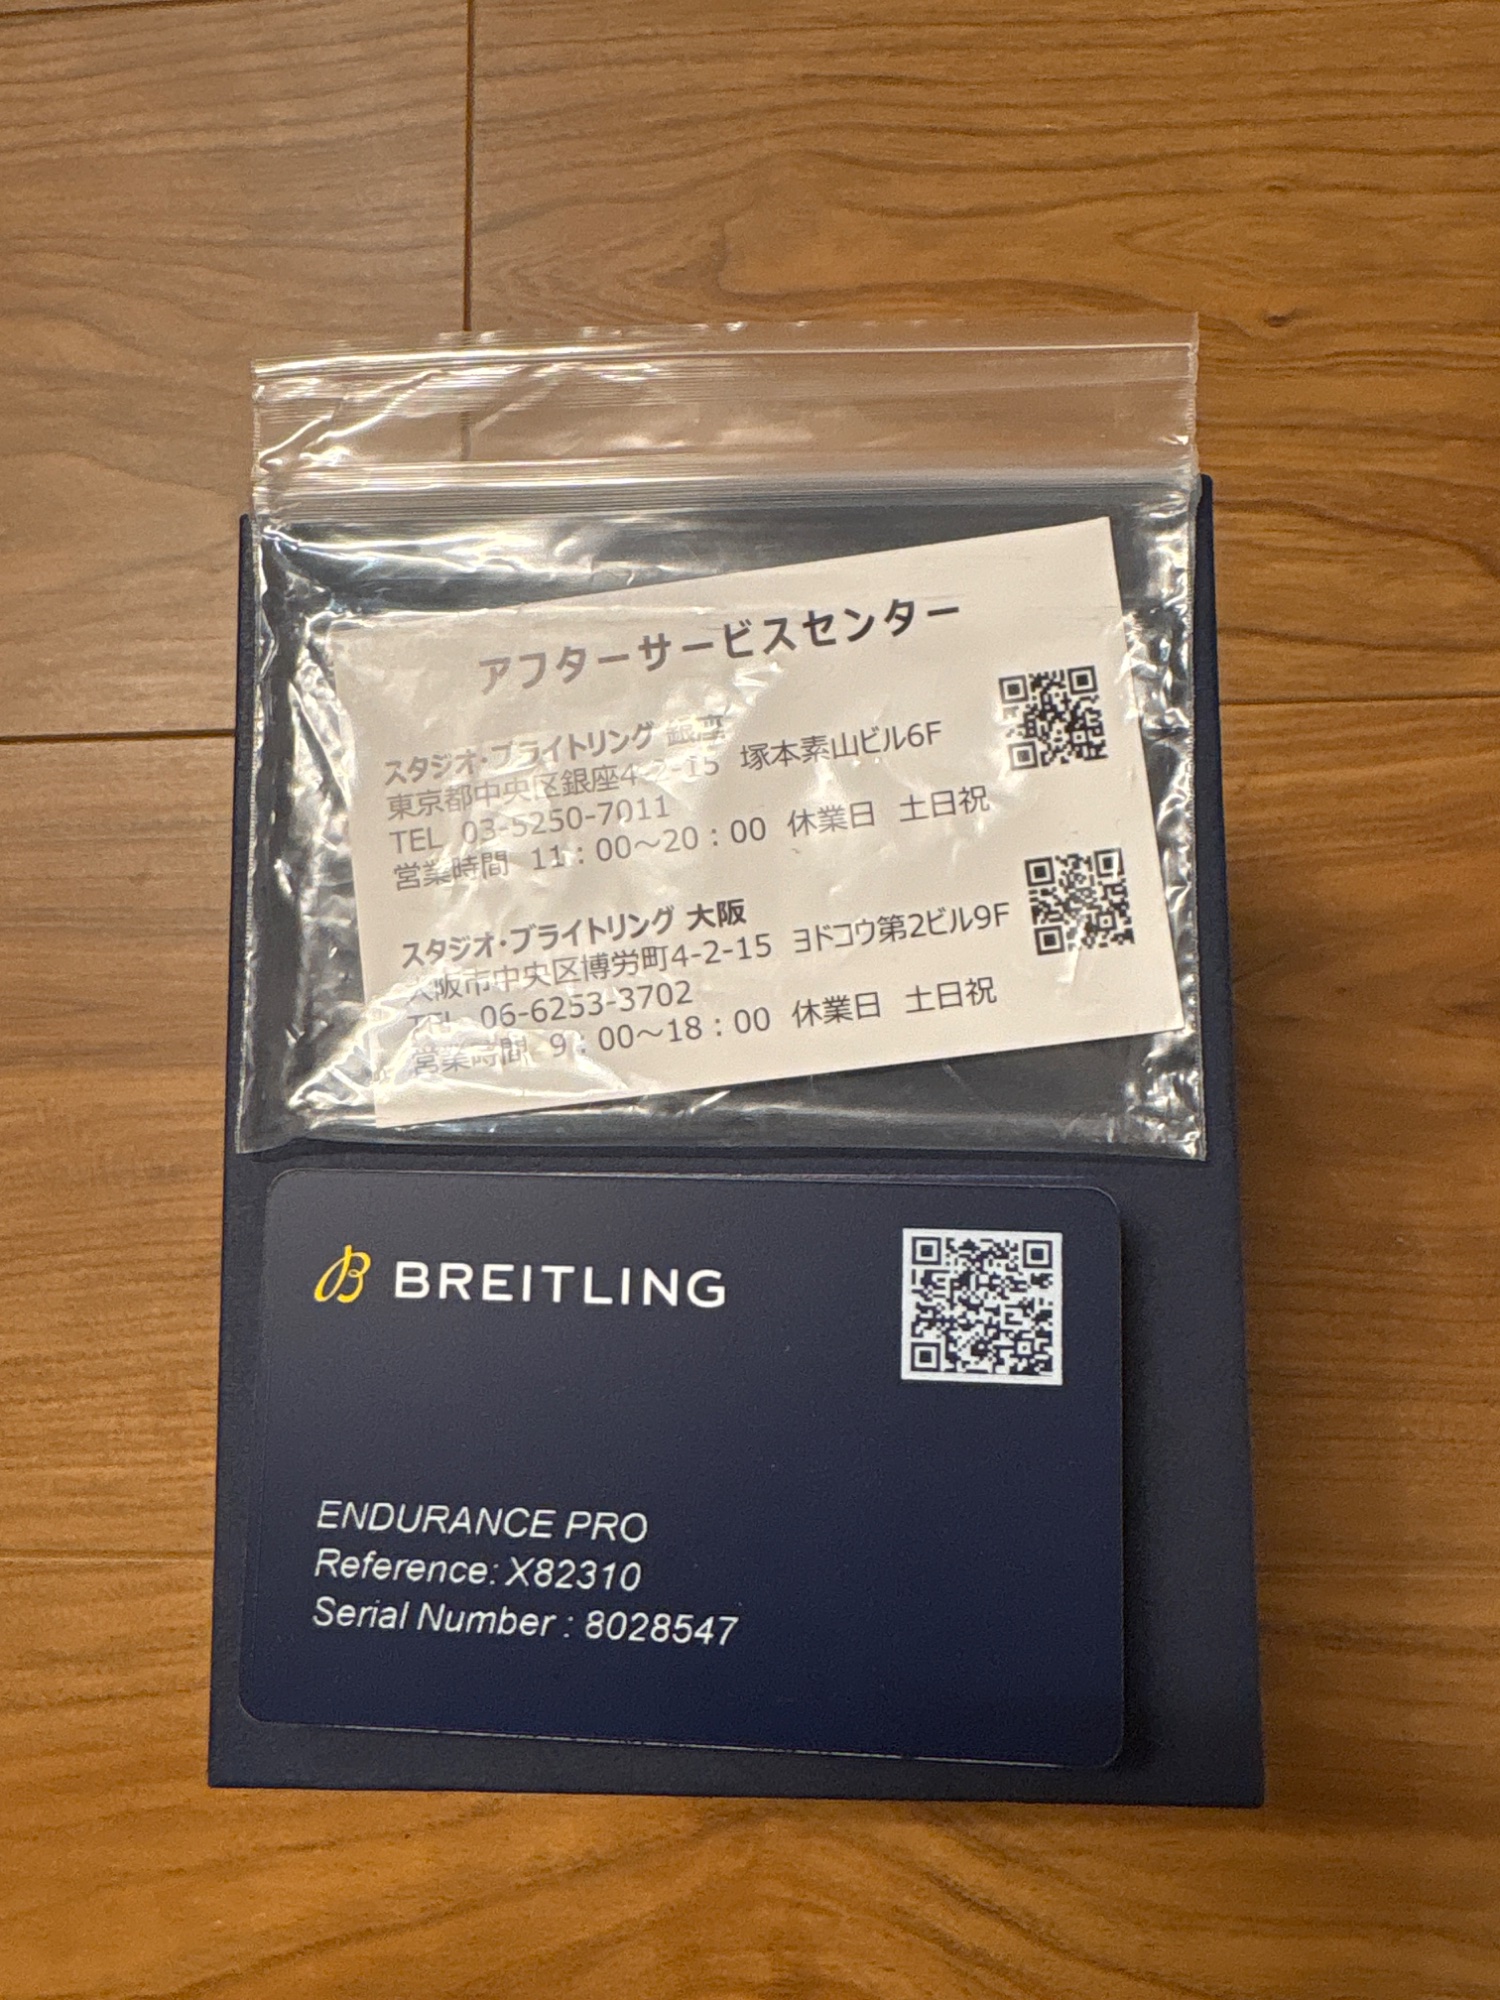 アフターサービスセンター
スタジオ・ブライトリング 銀座
東京都中央区銀座4-2-15 塚本素山ビル6F
TEL 03-5250-7011
営業時間 11：00～20：00 休業日 土日祝
スタジオ・ブライトリング 大阪
大阪市中央区博労町4-2-15 ヨドコウ第2ビル9F
TEL 06-6253-3702
営業時間 9：00～18：00 休業日 土日祝
B BREITLING
ENDURANCE PRO
Reference: X82310
Serial Number : 8028547